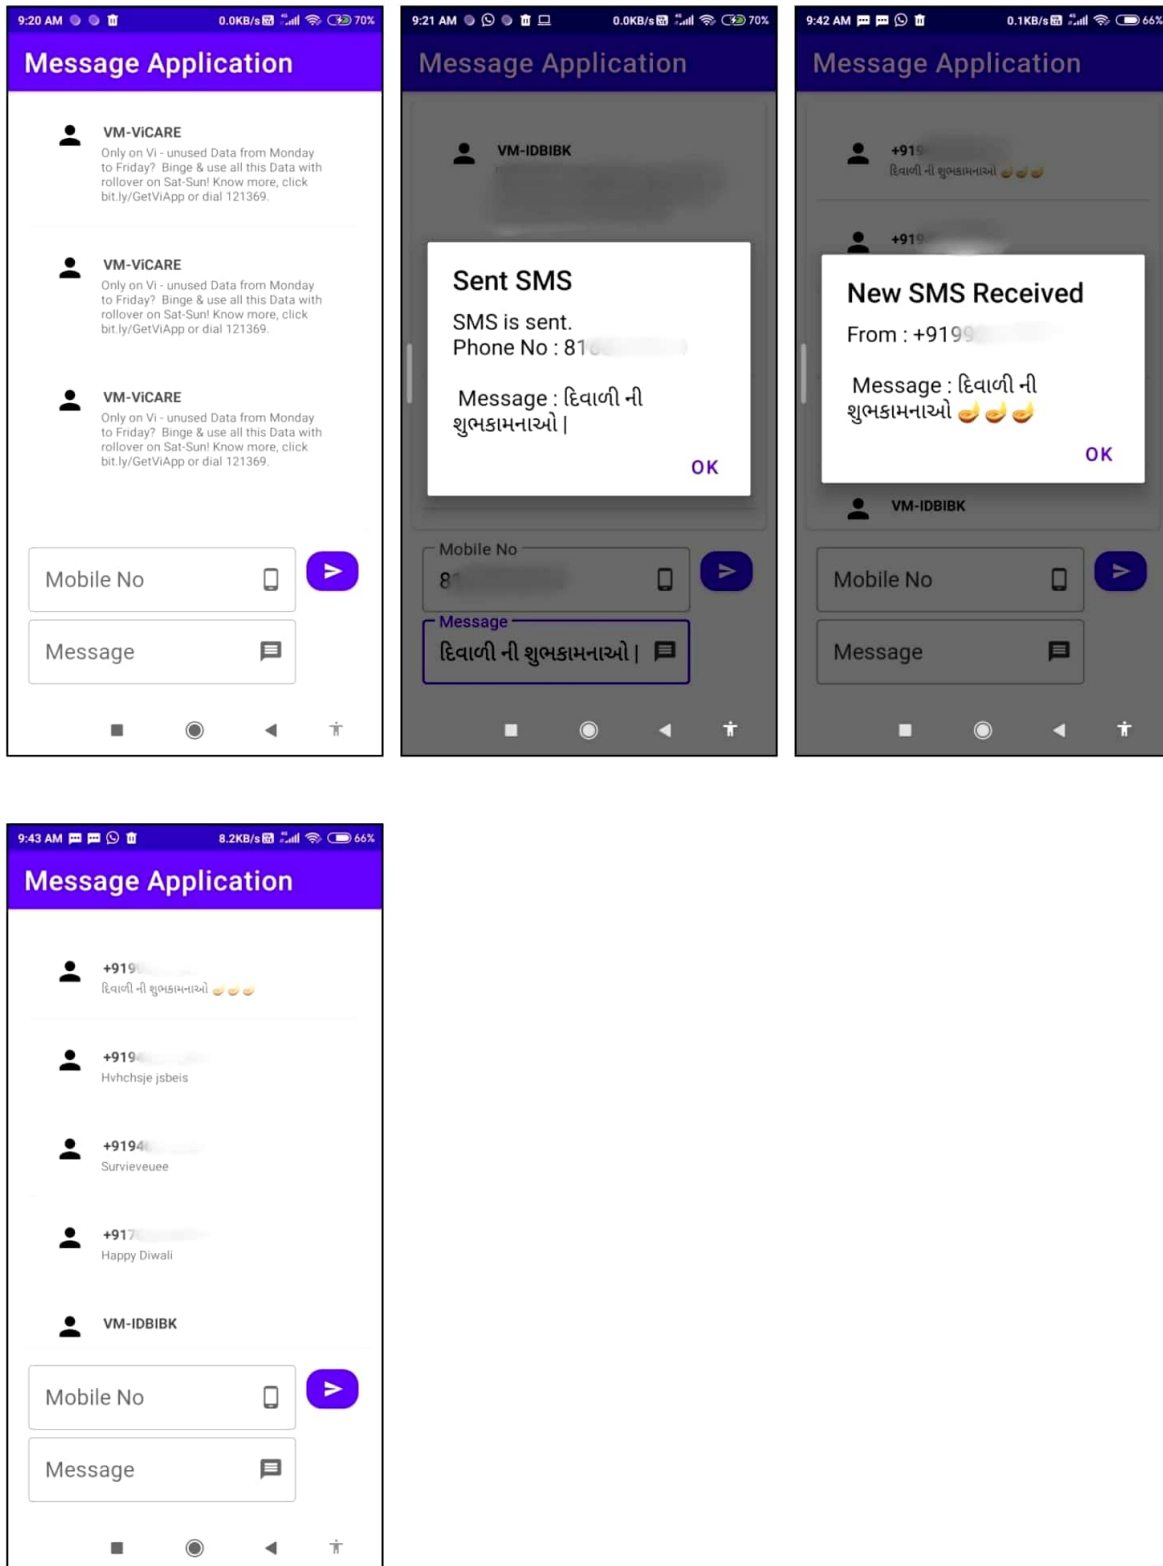 9:20 AM
0.0KB/s 70%
Message Application
VM-ViCARE
Only on Vi - unused Data from Monday
to Friday? Binge & use all this Data with
rollover on Sat-Sun! Know more, click
bit.ly/GetViApp or dial 121369.
VM-ViCARE
Only on Vi - unused Data from Monday
to Friday? Binge & use all this Data with
rollover on Sat-Sun! Know more, click
bit.ly/GetViApp or dial 121369.
VM-ViCARE
Only on Vi - unused Data from Monday
to Friday? Binge & use all this Data with
rollover on Sat-Sun! Know more, click
bit.ly/GetViApp or dial 121369.
Mobile No
Message
9:21 AM
0.0KB/s 70%
Message Application
VM-IDBIBK
Sent SMS
SMS is sent.
Phone No : 81
Message : દિવાળી ની
શુભકામનાઓ |
OK
Mobile No
8
Message
દિવાળી ની શુભકામનાઓ |
9:42 AM
0.1KB/s 66%
Message Application
+919
દિવાળી ની શુભકામનાઓ 🪔🪔🪔
+919
New SMS Received
From : +9199
Message : દિવાળી ની
શુભકામનાઓ 🪔🪔🪔
OK
VM-IDBIBK
Mobile No
Message
9:43 AM
8.2KB/s 66%
Message Application
+919
દિવાળી ની શુભકામનાઓ 🪔🪔🪔
+919
Hvhchsje jsbeis
+9194
Survieveuee
+917
Happy Diwali
VM-IDBIBK
Mobile No
Message